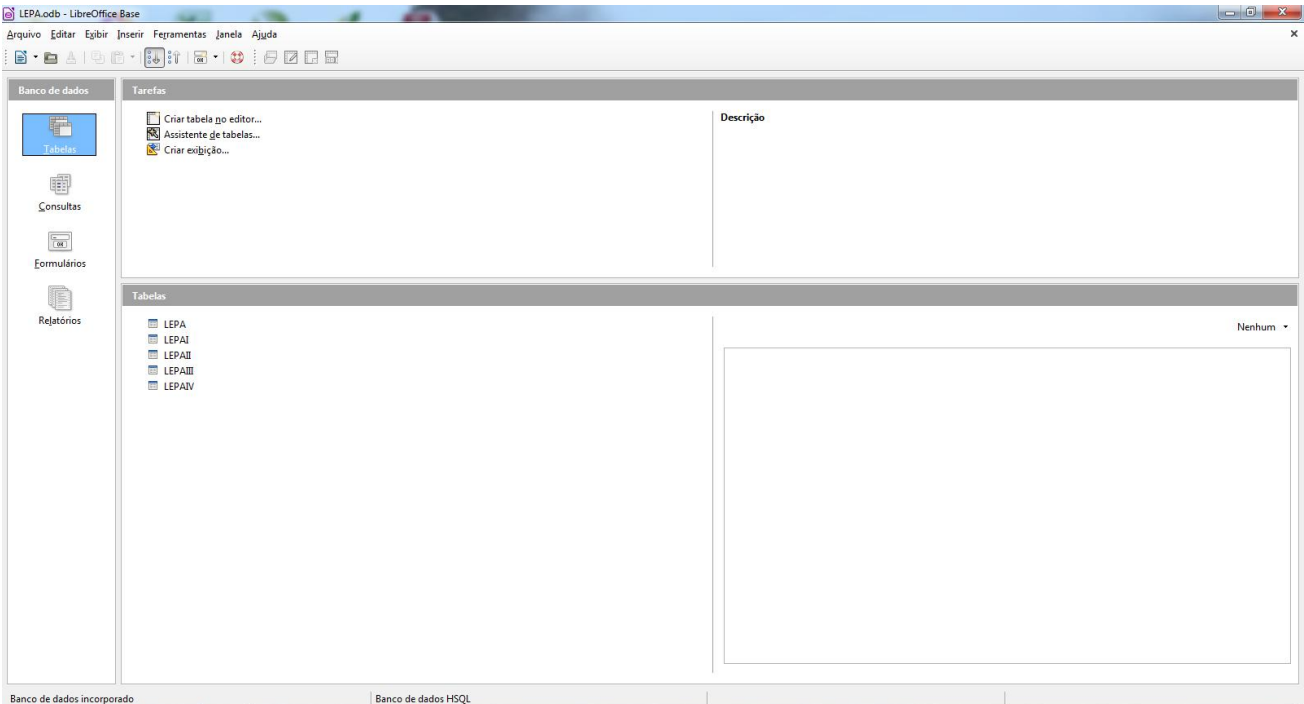 LEPA.odb - LibreOffice Base
Arquivo Editar Exibir Inserir Ferramentas Janela Ajuda
Banco de dados
Tabelas
Consultas
Formulários
Relatórios
Tarefas
Criar tabela no editor...
Assistente de tabelas...
Criar exibição...
Descrição
Tabelas
LEPA
LEPAI
LEPAII
LEPAIII
LEPAIV
Nenhum
Banco de dados incorporado
Banco de dados HSQL